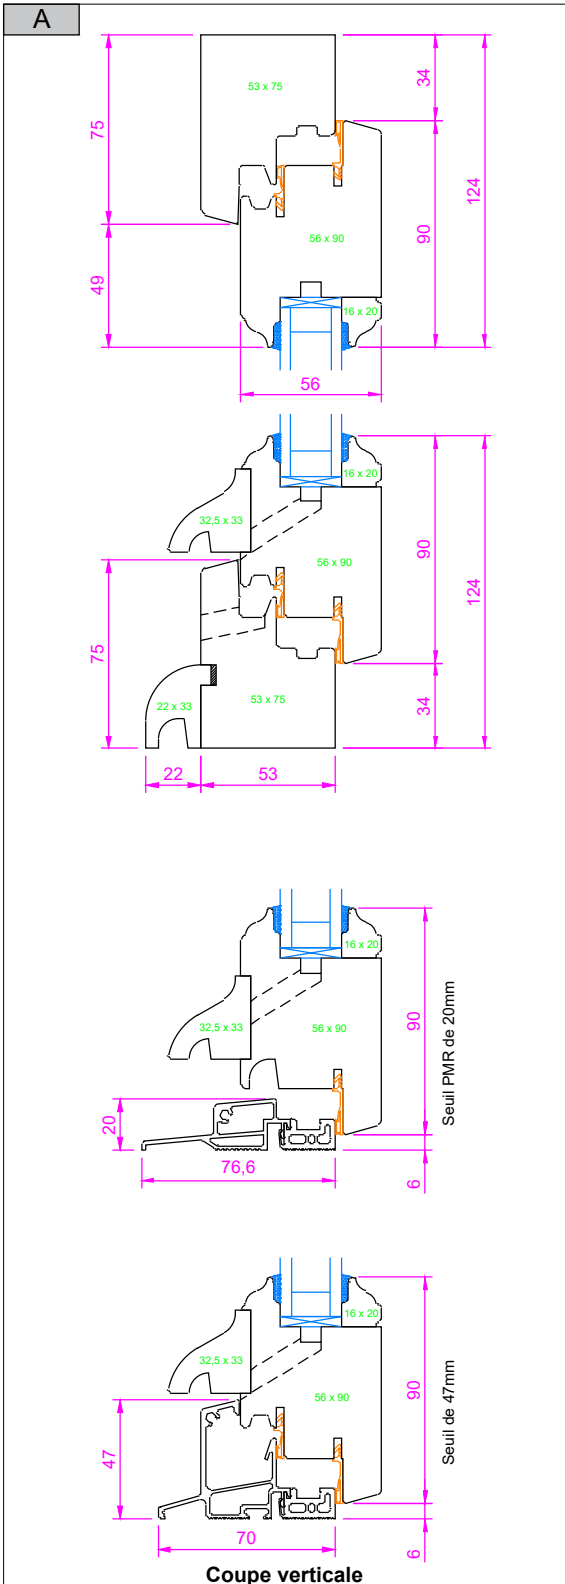 A
53 x 75
34
75
124
56 x 90
90
49
16 x 20
56
16 x 20
32,5 x 33
90
56 x 90
124
75
22 x 33
53 x 75
34
22
53
16 x 20
32,5 x 33
56 x 90
90
Seuil PMR de 20mm
20
76,6
6
16 x 20
32,5 x 33
56 x 90
90
Seuil de 47mm
47
70
6
Coupe verticale